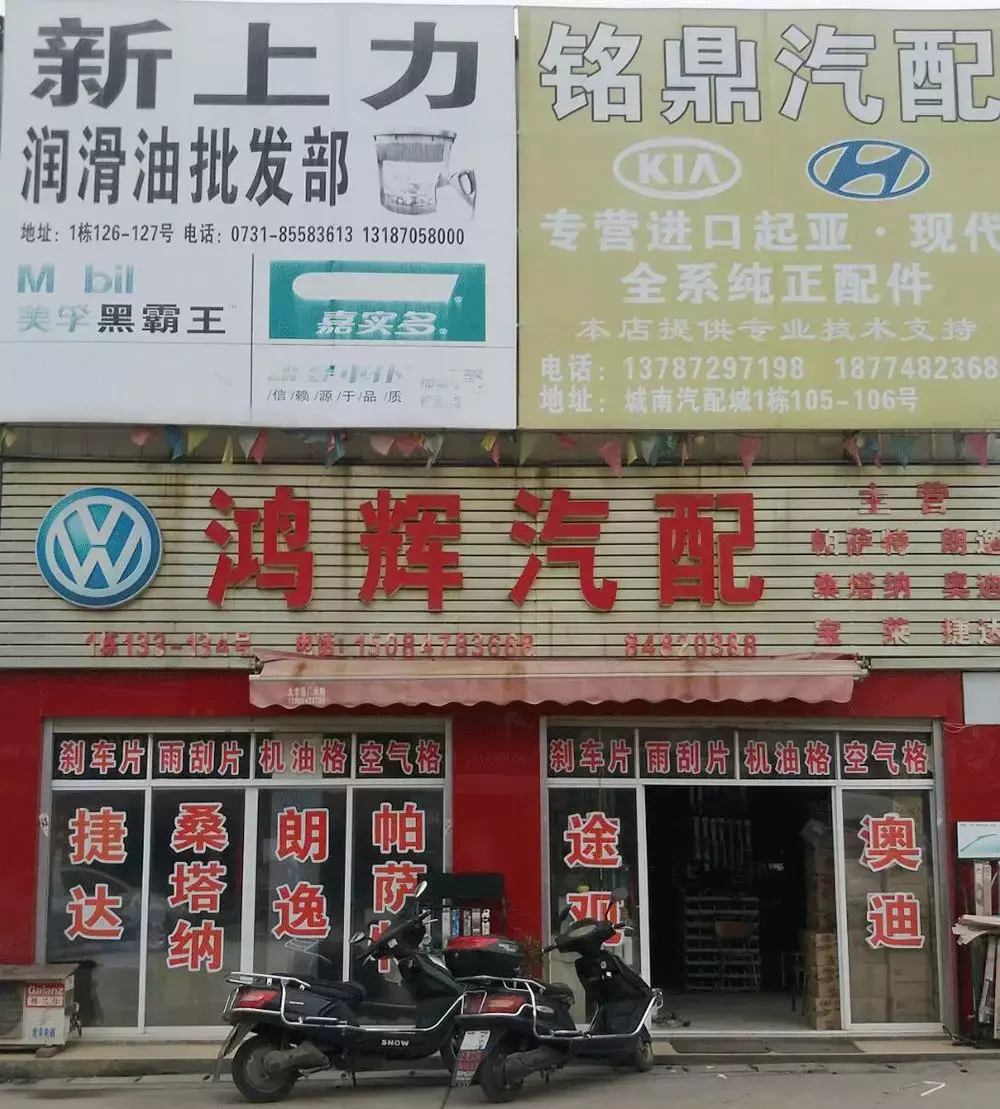 新上力
润滑油批发部
地址：1栋126-127号 电话：0731-85583613 13187058000
M bil
美孚黑霸王
嘉实多
/信/赖/源/于/品/质
铭鼎汽配
KIA
专营进口起亚·现代
全系纯正配件
本店提供专业技术支持
电话：13787297198 1877482368
地址：城南汽配城1栋105-106号
鸿辉汽配
主营
帕萨特 朗逸
桑塔纳 奥迪
宝莱 捷达
1栋133-134号 电话:15084783668 84820368
刹车片 雨刮片 机油格 空气格
刹车片 雨刮片 机油格 空气格
捷达
桑塔纳
朗逸
帕萨特
途观
奥迪
Galanz
格兰仕
SNOW